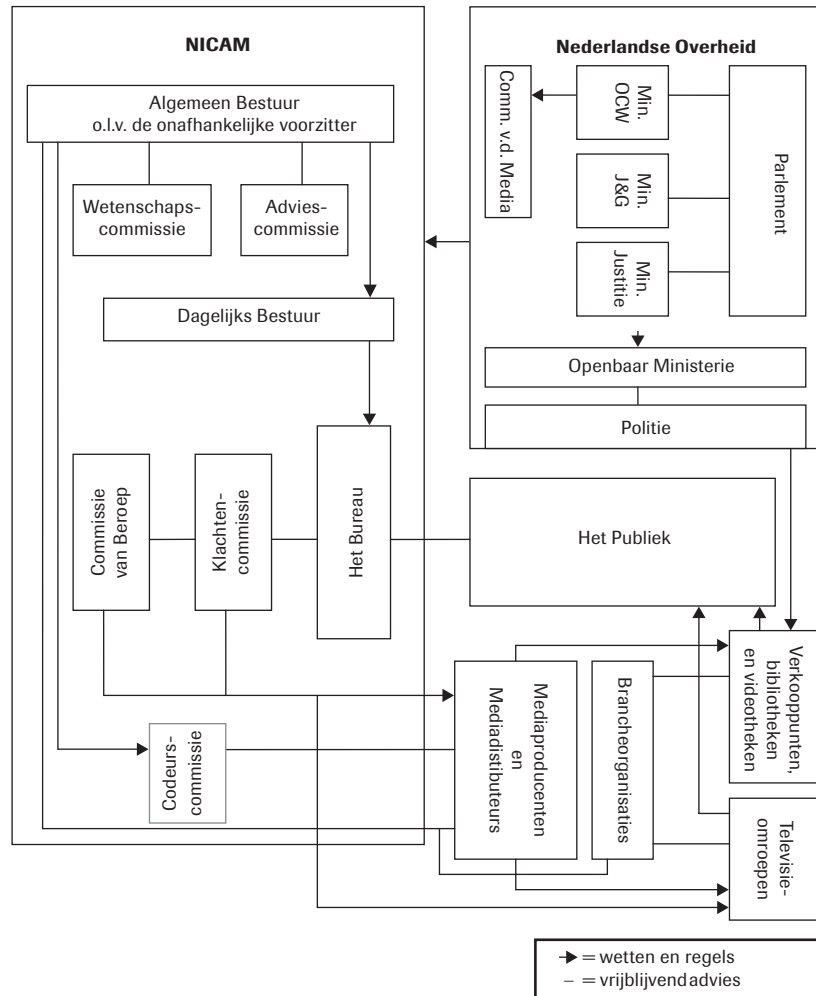 NICAM
Algemeen Bestuur
o.l.v. de onafhankelijke voorzitter
Wetenschaps-
commissie
Advies-
commissie
Dagelijks Bestuur
Commissie
van Beroep
Klachten-
commissie
Het Bureau
Codeurs-
commissie
Nederlandse Overheid
Comm. v.d. Media
Min.
OCW
Min.
J&G
Min.
Justitie
Parlement
Openbaar Ministerie
Politie
Het Publiek
Mediaproducenten
en
Mediadistibuteurs
Brancheorganisaties
Verkooppunten,
bibliotheken
en videotheken
Televisie-
omroepen
= wetten en regels
– = vrijblijvend advies